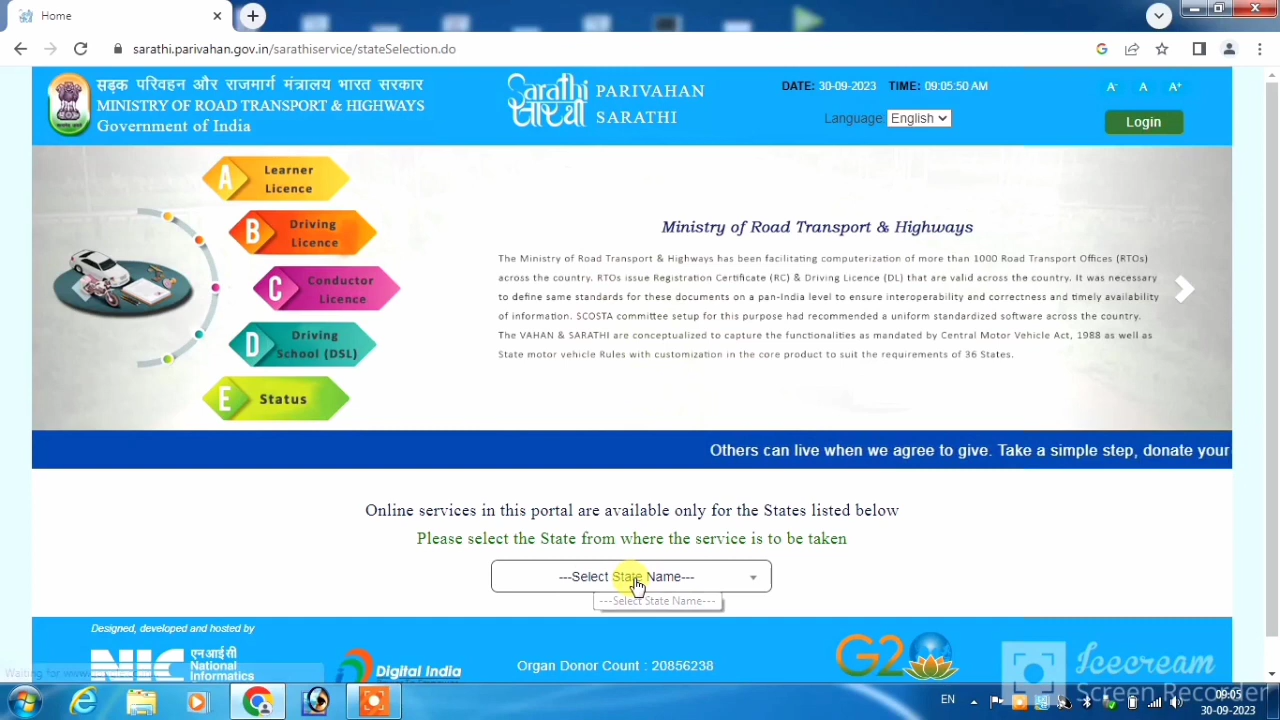 Home
sarathi.parivahan.gov.in/sarathiservice/stateSelection.do
सड़क परिवहन और राजमार्ग मंत्रालय भारत सरकार
MINISTRY OF ROAD TRANSPORT & HIGHWAYS
Government of India
Sarathi
सारथी
PARIVAHAN
SARATHI
DATE: 30-09-2023 TIME: 09:05:50 AM
Language English
A- A A+
Login
A Learner
Licence
B Driving
Licence
C Conductor
Licence
D Driving
School (DSL)
E Status
Ministry of Road Transport & Highways
The Ministry of Road Transport & Highways has been facilitating computerization of more than 1000 Road Transport Offices (RTOs)
across the country. RTOs issue Registration Certificate (RC) & Driving Licence (DL) that are valid across the country. It was necessary
to define same standards for these documents on a pan-India level to ensure interoperability and correctness and timely availability
of information. SCOSTA committee setup for this purpose had recommended a uniform standardized software across the country.
The VAHAN & SARATHI are conceptualized to capture the functionalities as mandated by Central Motor Vehicle Act, 1988 as well as
State motor vehicle Rules with customization in the core product to suit the requirements of 36 States.
Others can live when we agree to give. Take a simple step, donate your
Online services in this portal are available only for the States listed below
Please select the State from where the service is to be taken
---Select State Name---
---Select State Name---
Designed, developed and hosted by
NIC एनआईसी
National
Informatics
Digital India
Organ Donor Count : 20856238
G2
Icecream
Screen Recorder
Waiting for
EN
09:05
30-09-2023